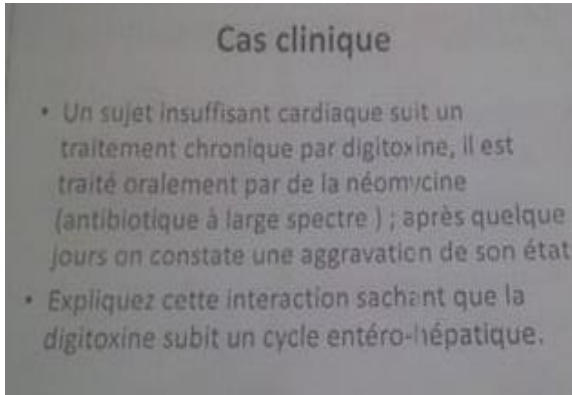 Cas clinique
• Un sujet insuffisant cardiaque suit un
traitement chronique par digitoxine, il est
traité oralement par de la néomycine
(antibiotique à large spectre ) ; après quelque
jours on constate une aggravation de son état
• Expliquez cette interaction sachant que la
digitoxine subit un cycle entéro-hépatique.